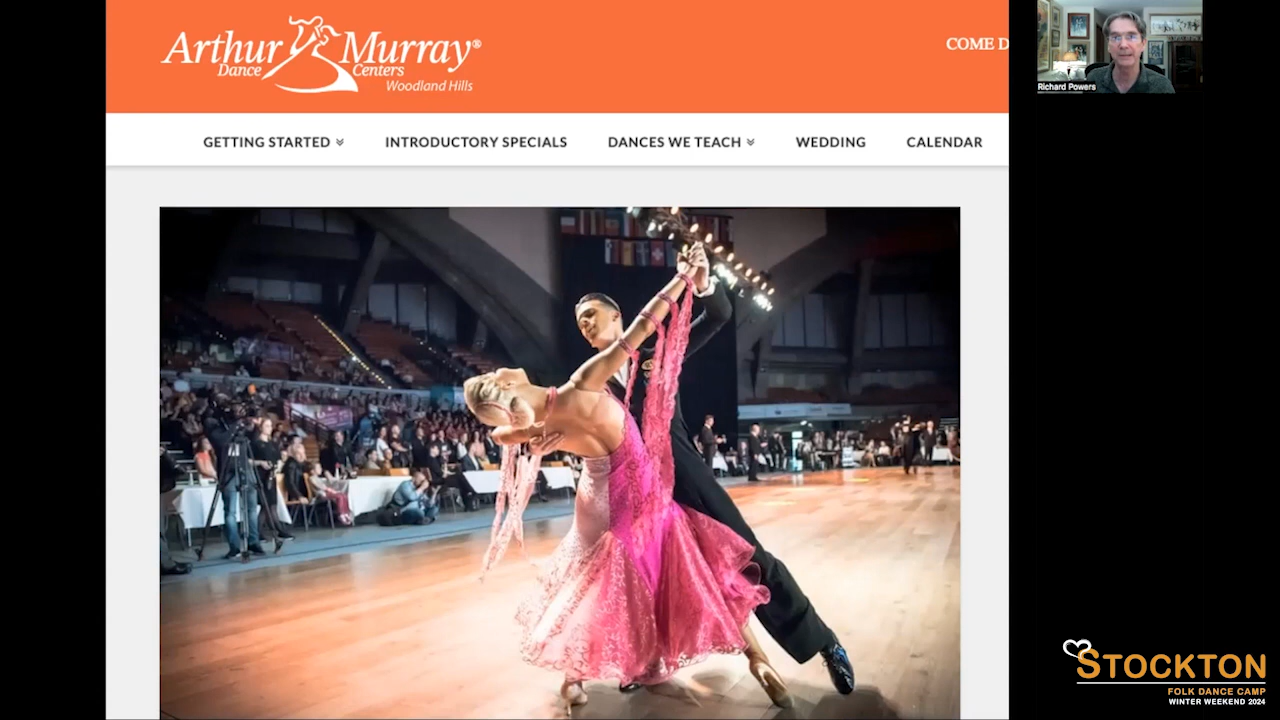 Arthur Murray®
Dance Centers
Woodland Hills
COME D
GETTING STARTED
INTRODUCTORY SPECIALS
DANCES WE TEACH
WEDDING
CALENDAR
Richard Powers
STOCKTON
FOLK DANCE CAMP
WINTER WEEKEND 2024